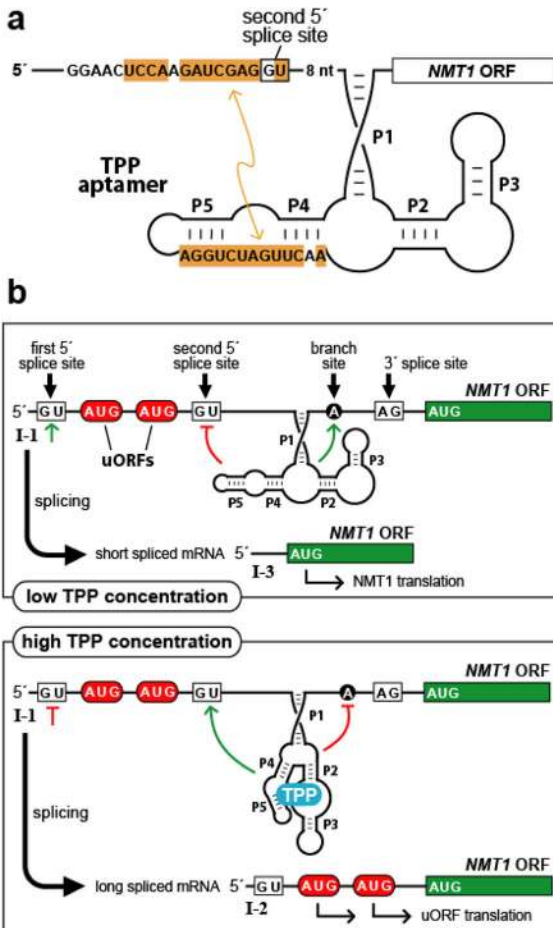 a
second 5´
splice site
5´ GGAACUCCAAGAUCGAGGU 8 nt NMT1 ORF
P1
TPP
aptamer
P3
P5 P4 P2
AGGUCUAGUUCAA
b
first 5´
splice site
second 5´
splice site
branch
site
3´ splice site
NMT1 ORF
5´ GU AUG AUG GU A AG AUG
I-1
uORFs
P1
P3
P5 P4 P2
splicing
NMT1 ORF
short spliced mRNA 5´ AUG
I-3
NMT1 translation
low TPP concentration
high TPP concentration
NMT1 ORF
5´ GU AUG AUG GU A AG AUG
I-1
P1
P4 P2
TPP
P5
P3
splicing
NMT1 ORF
long spliced mRNA 5´ GU AUG AUG AUG
I-2
uORF translation